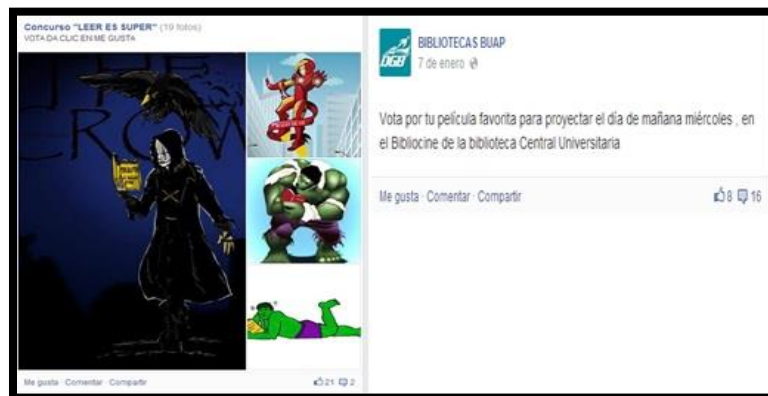 Concurso "LEER ES SUPER" (19 fotos)
VOTA DA CLIC EN ME GUSTA
THE
CROW
Me gusta · Comentar · Compartir
21 2
DGB
BIBLIOTECAS BUAP
7 de enero
Vota por tu película favorita para proyectar el día de mañana miércoles , en
el Bibliocine de la biblioteca Central Universitaria
Me gusta · Comentar · Compartir
8 16